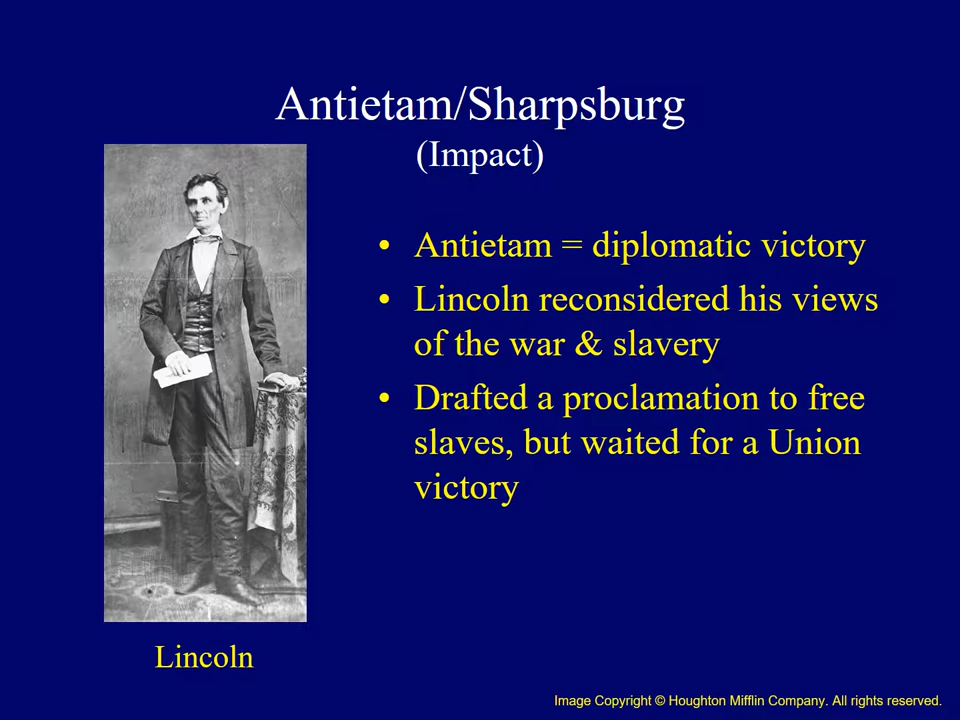 Antietam/Sharpsburg
(Impact)
• Antietam = diplomatic victory
• Lincoln reconsidered his views
of the war & slavery
• Drafted a proclamation to free
slaves, but waited for a Union
victory
Lincoln
Image Copyright © Houghton Mifflin Company. All rights reserved.